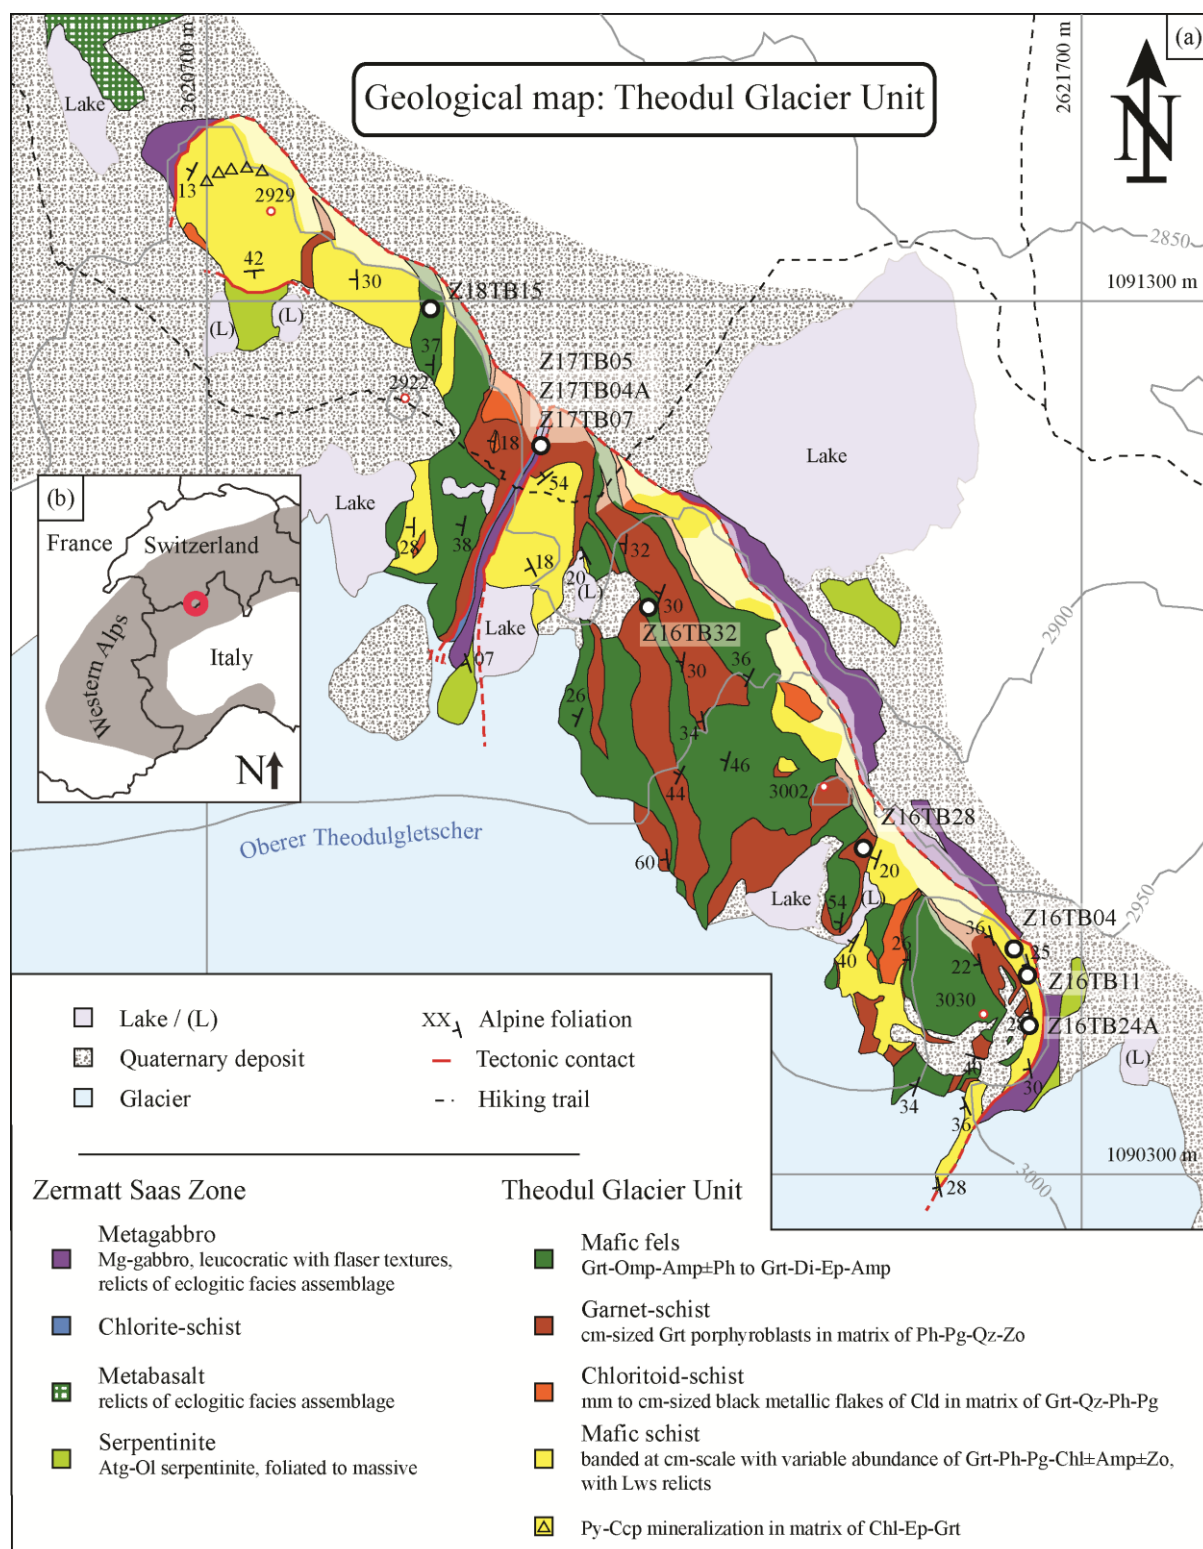 (a)
2620700 m
2621700 m
Geological map: Theodul Glacier Unit
N
Lake
13
2929
42
30
2850
1091300 m
Z18TB15
(L)
(L)
37
2922
Z17TB05
Z17TB04A
Z17TB07
18
54
Lake
Lake
28
38
32
18
20
(L)
30
Z16TB32
Lake
07
30
36
2900
26
34
46
44
3002
60
Z16TB28
20
Lake
(L)
54
2950
Z16TB04
36
25
40
26
22
Z16TB11
3030
28
Z16TB24A
40
(L)
34
30
36
1090300 m
28
3000
Oberer Theodulgletscher
(b)
France
Switzerland
Italy
Western Alps
N
Lake / (L)
Quaternary deposit
Glacier
XX
Alpine foliation
Tectonic contact
Hiking trail
Zermatt Saas Zone
Metagabbro
Mg-gabbro, leucocratic with flaser textures,
relicts of eclogitic facies assemblage
Chlorite-schist
Metabasalt
relicts of eclogitic facies assemblage
Serpentinite
Atg-Ol serpentinite, foliated to massive
Theodul Glacier Unit
Mafic fels
Grt-Omp-Amp±Ph to Grt-Di-Ep-Amp
Garnet-schist
cm-sized Grt porphyroblasts in matrix of Ph-Pg-Qz-Zo
Chloritoid-schist
mm to cm-sized black metallic flakes of Cld in matrix of Grt-Qz-Ph-Pg
Mafic schist
banded at cm-scale with variable abundance of Grt-Ph-Pg-Chl±Amp±Zo,
with Lws relicts
Py-Ccp mineralization in matrix of Chl-Ep-Grt